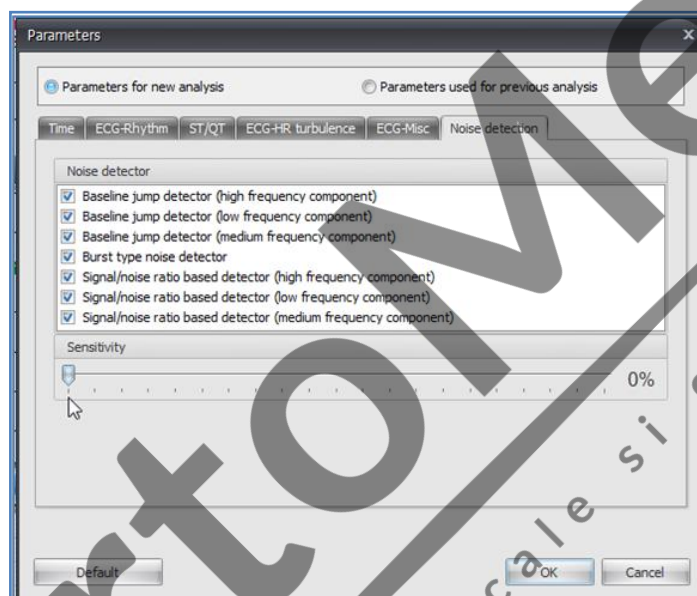 Parameters
x
Parameters for new analysis Parameters used for previous analysis
Time ECG-Rhythm ST/QT ECG-HR turbulence ECG-Misc Noise detection
Noise detector
Baseline jump detector (high frequency component)
Baseline jump detector (low frequency component)
Baseline jump detector (medium frequency component)
Burst type noise detector
Signal/noise ratio based detector (high frequency component)
Signal/noise ratio based detector (low frequency component)
Signal/noise ratio based detector (medium frequency component)
Sensitivity
0%
Default OK Cancel